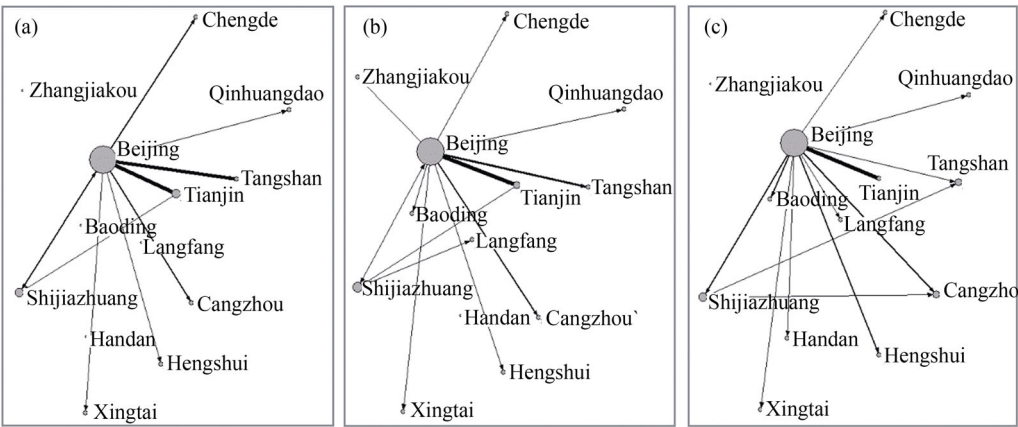 (a)
Chengde
Zhangjiakou
Qinhuangdao
Beijing
Tangshan
Tianjin
Baoding
Langfang
Shijiazhuang
Cangzhou
Handan
Hengshui
Xingtai
(b)
Chengde
Zhangjiakou
Qinhuangdao
Beijing
Tangshan
Tianjin
Baoding
Langfang
Shijiazhuang
Handan
Cangzhou`
Hengshui
Xingtai
(c)
Chengde
Zhangjiakou
Qinhuangdao
Beijing
Tangshan
Tianjin
Baoding
Langfang
Shijiazhuang
Cangzho
Handan
Hengshui
Xingtai